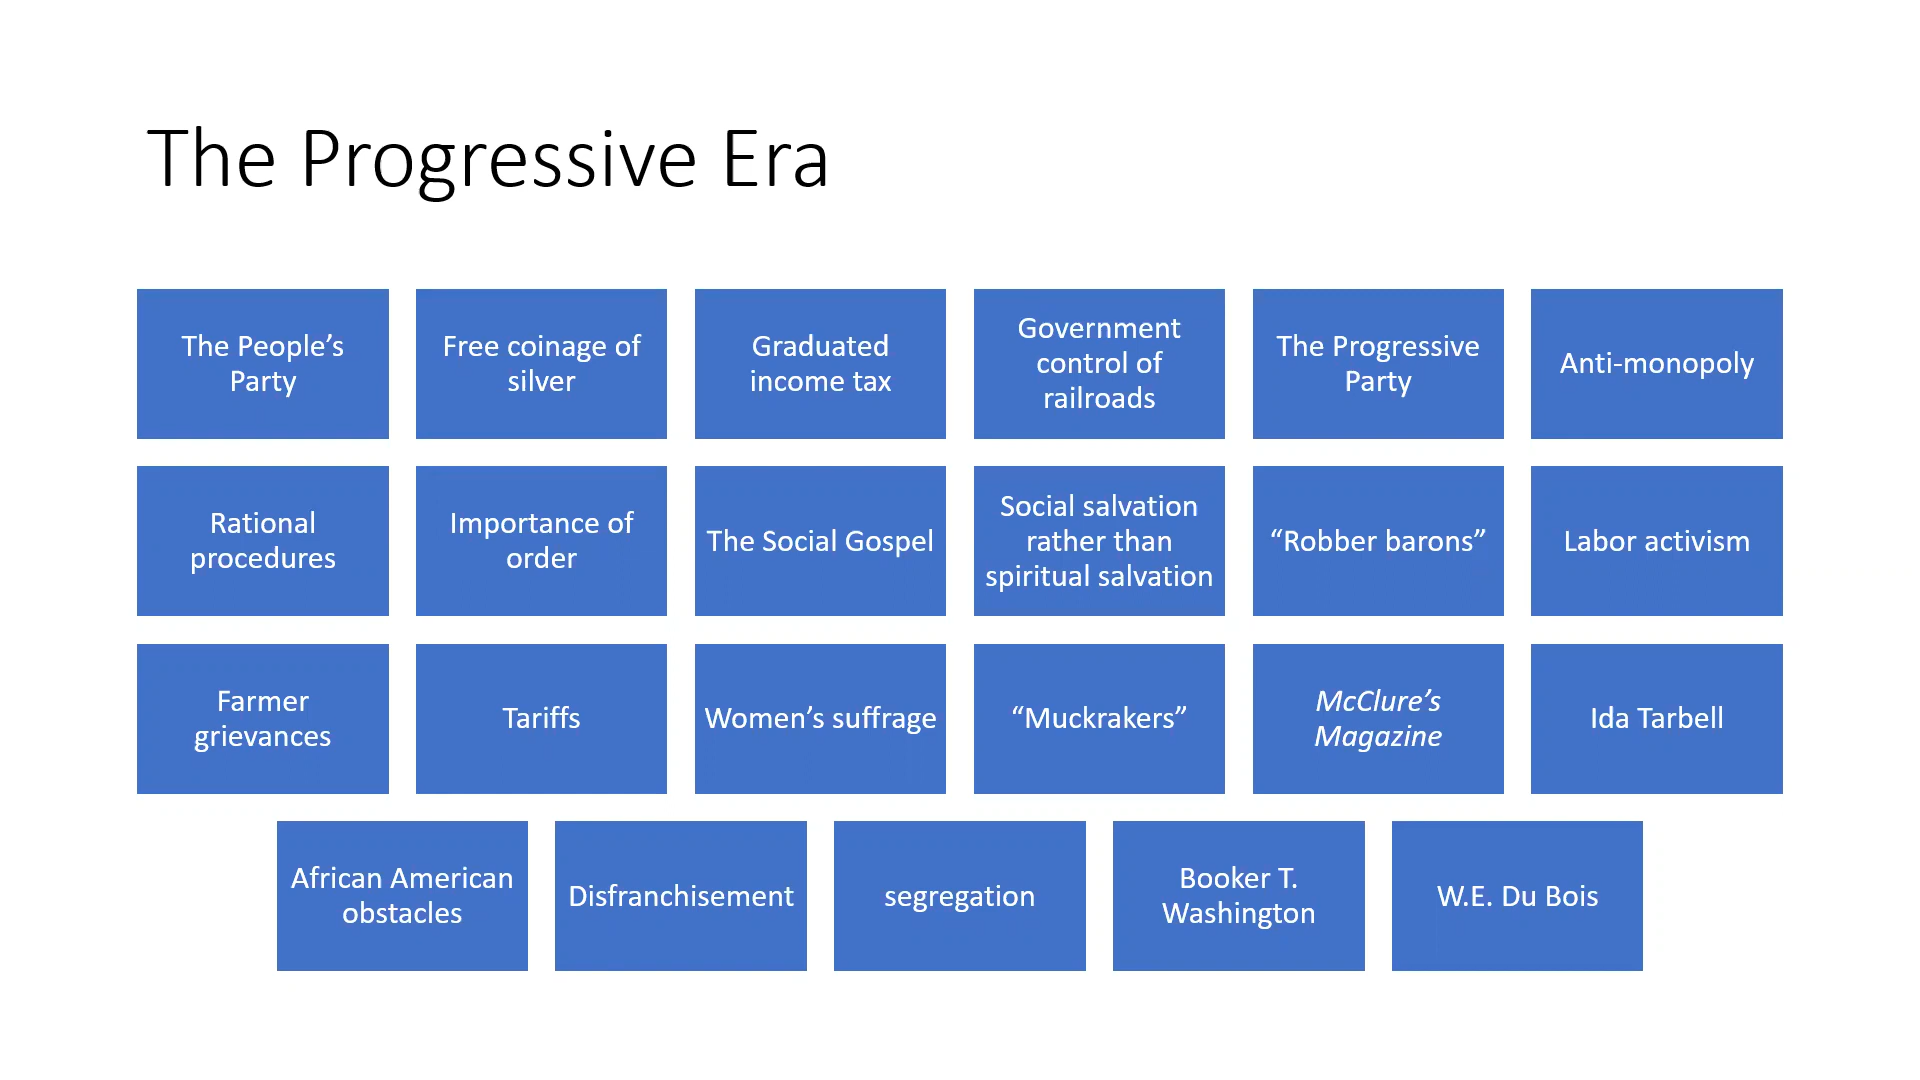 The Progressive Era
The People’s
Party
Free coinage of
silver
Graduated
income tax
Government
control of
railroads
The Progressive
Party
Anti-monopoly
Rational
procedures
Importance of
order
The Social Gospel
Social salvation
rather than
spiritual salvation
“Robber barons”
Labor activism
Farmer
grievances
Tariffs
Women’s suffrage
“Muckrakers”
McClure’s
Magazine
Ida Tarbell
African American
obstacles
Disfranchisement
segregation
Booker T.
Washington
W.E. Du Bois